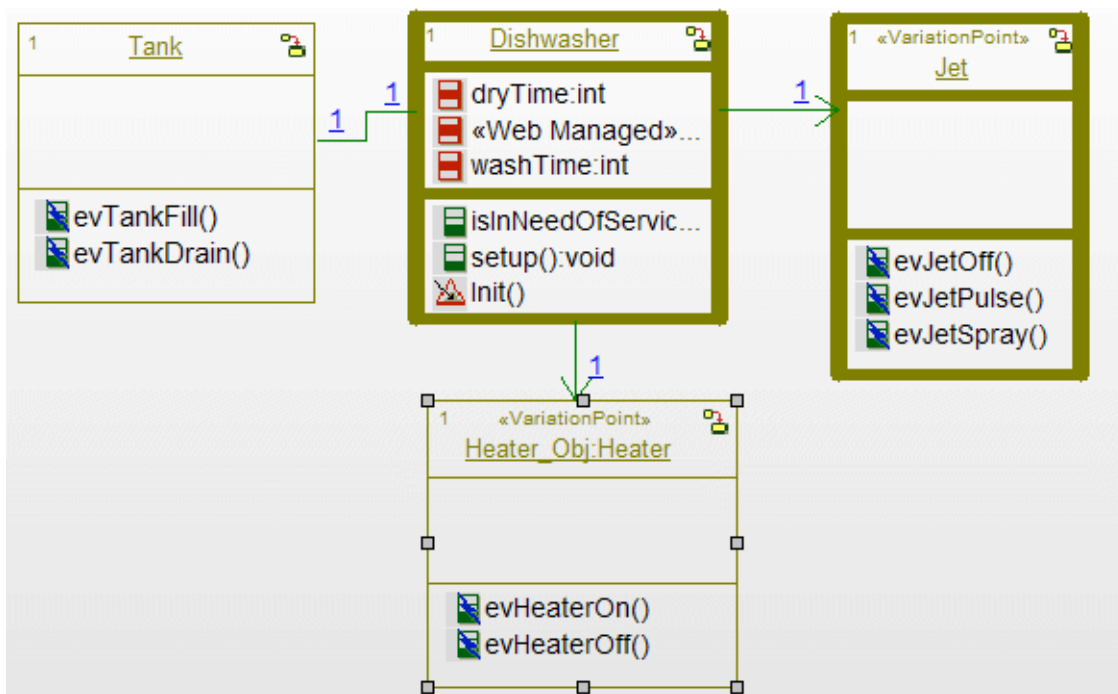 1 Tank
evTankFill()
evTankDrain()
1
1
1 Dishwasher
dryTime:int
«Web Managed»...
washTime:int
isInNeedOfServic...
setup():void
Init()
1
1 «VariationPoint»
Jet
evJetOff()
evJetPulse()
evJetSpray()
1
1 «VariationPoint»
Heater_Obj:Heater
evHeaterOn()
evHeaterOff()